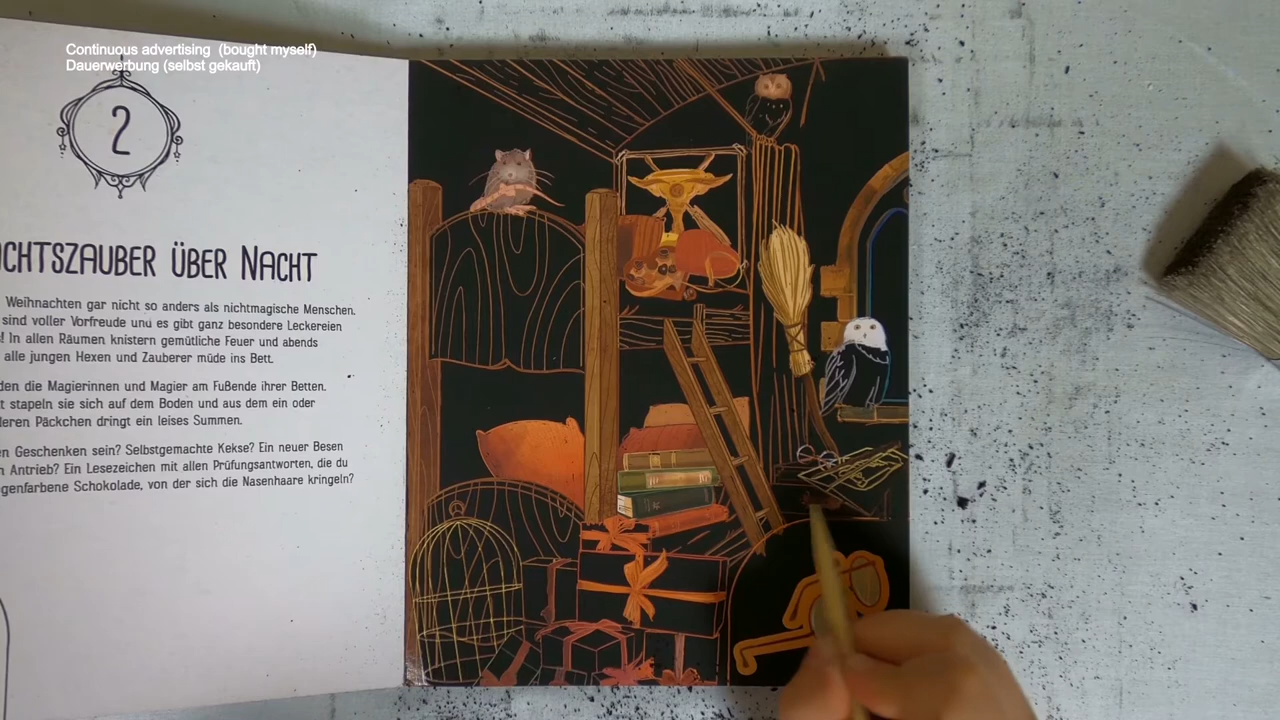 Continuous advertising (bought myself)
Dauerwerbung (selbst gekauft)
2
CHTSZAUBER ÜBER NACHT
Weihnachten gar nicht so anders als nichtmagische Menschen.
sind voller Vorfreude und es gibt ganz besondere Leckereien
! In allen Räumen knistern gemütliche Feuer und abends
alle jungen Hexen und Zauberer müde ins Bett.
den die Magierinnen und Magier am Fußende ihrer Betten.
t stapeln sie sich auf dem Boden und aus dem ein oder
deren Päckchen dringt ein leises Summen.
en Geschenken sein? Selbstgemachte Kekse? Ein neuer Besen
n Antrieb? Ein Lesezeichen mit allen Prüfungsantworten, die du
genfarbene Schokolade, von der sich die Nasenhaare kringeln?